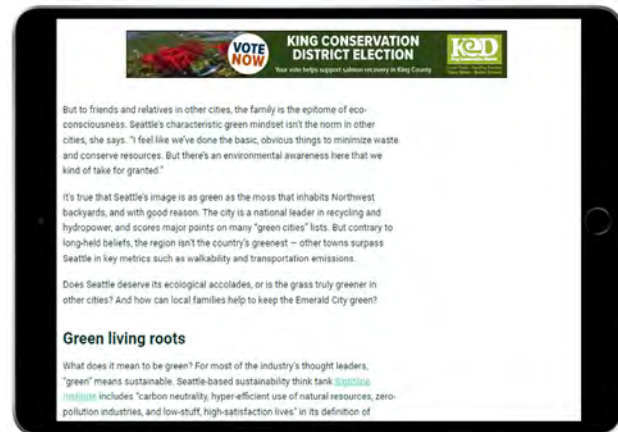 VOTE
NOW
KING CONSERVATION
DISTRICT ELECTION
Your vote helps support salmon recovery in King County
But to friends and relatives in other cities, the family is the epitome of eco-
consciousness. Seattle's characteristic green mindset isn't the norm in other
cities, she says. "I feel like we've done the basic, obvious things to minimize waste
and conserve resources. But there's an environmental awareness here that we
kind of take for granted."
It's true that Seattle's image is as green as the moss that inhabits Northwest
backyards, and with good reason. The city is a national leader in recycling and
hydropower, and scores major points on many "green cities" lists. But contrary to
long-held beliefs, the region isn't the country's greenest — other towns surpass
Seattle in key metrics such as walkability and transportation emissions.
Does Seattle deserve its ecological accolades, or is the grass truly greener in
other cities? And how can local families help to keep the Emerald City green?
Green living roots
What does it mean to be green? For most of the industry's thought leaders,
"green" means sustainable. Seattle-based sustainability think tank Sightline
Institute includes "carbon neutrality, hyper-efficient use of natural resources, zero-
pollution industries, and low-stuff, high-satisfaction lives" in its definition of